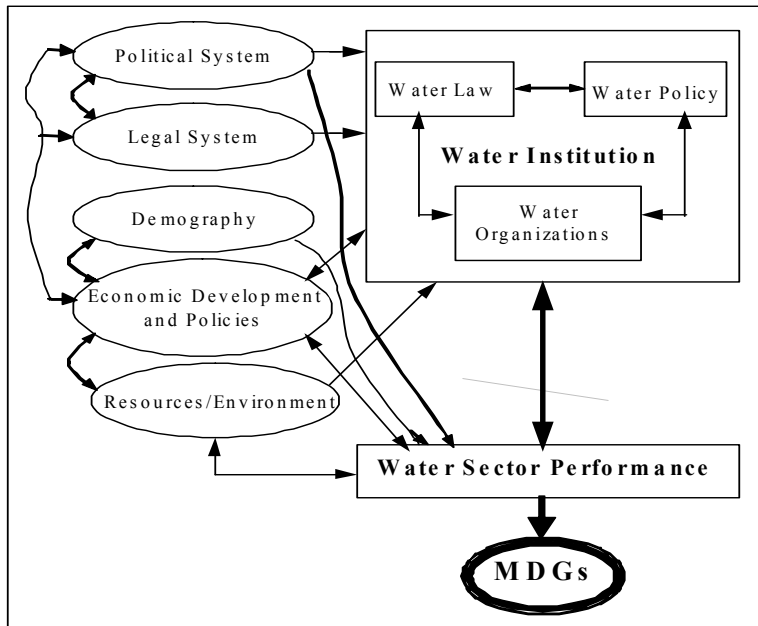 Political System
Legal System
Demography
Economic Development
and Policies
Resources/Environment
Water Law
Water Policy
Water Institution
Water
Organizations
Water Sector Performance
MDGs